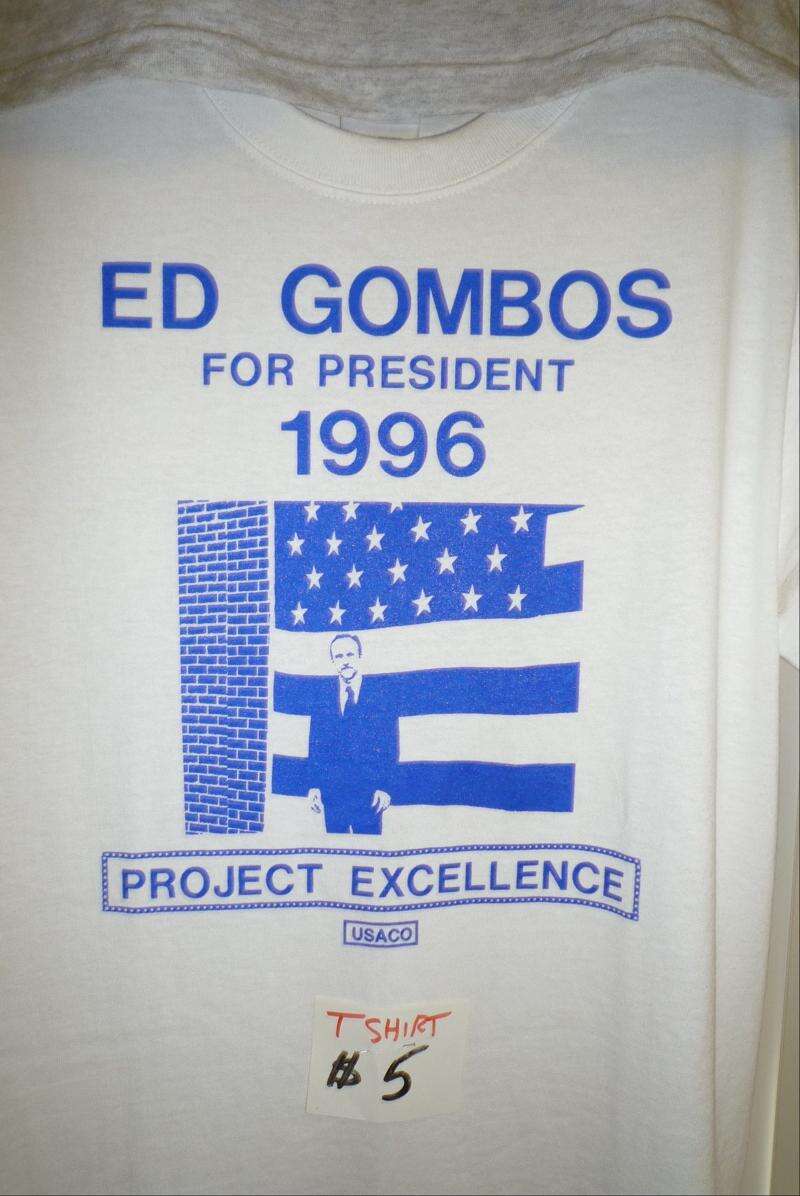 ED GOMBOS
FOR PRESIDENT
1996
PROJECT EXCELLENCE
USACO
T SHIRT
$ 5